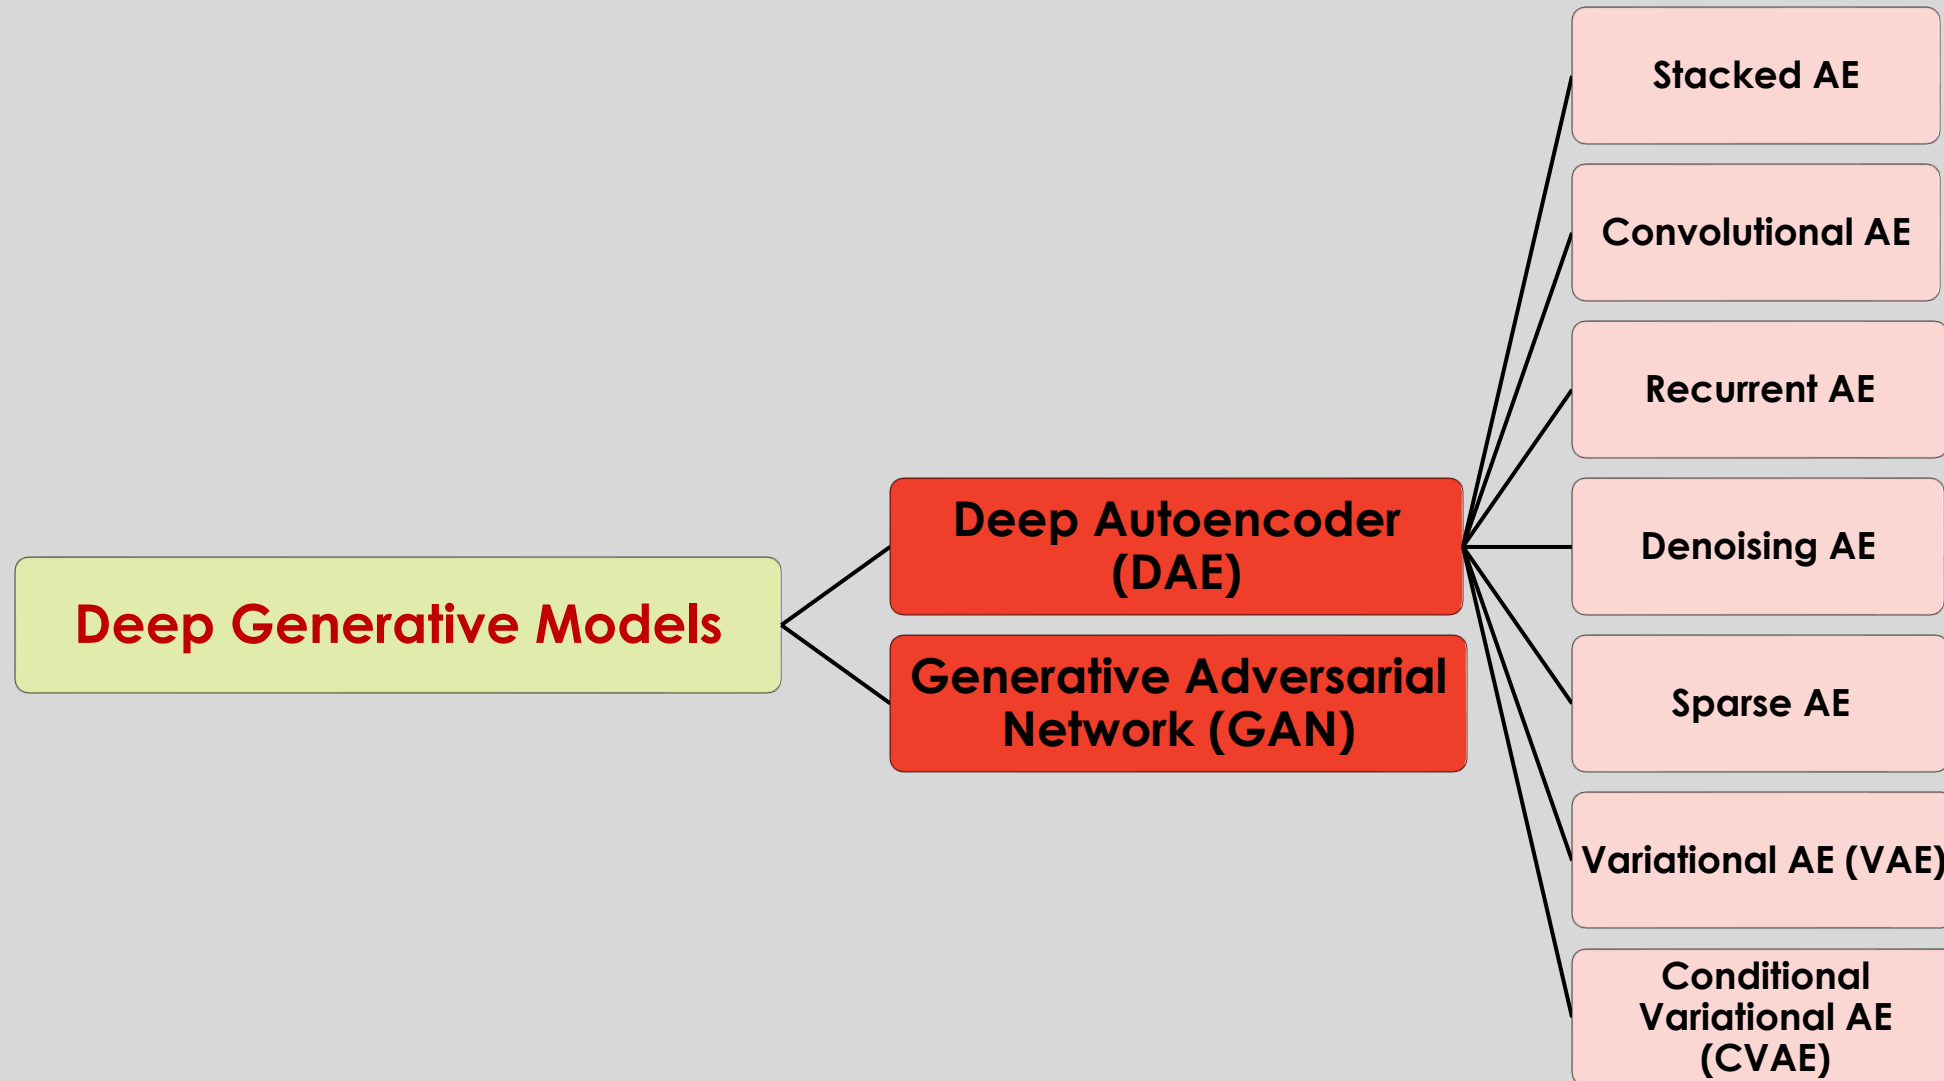 Deep Generative Models
Deep Autoencoder
(DAE)
Generative Adversarial
Network (GAN)
Stacked AE
Convolutional AE
Recurrent AE
Denoising AE
Sparse AE
Variational AE (VAE)
Conditional
Variational AE
(CVAE)